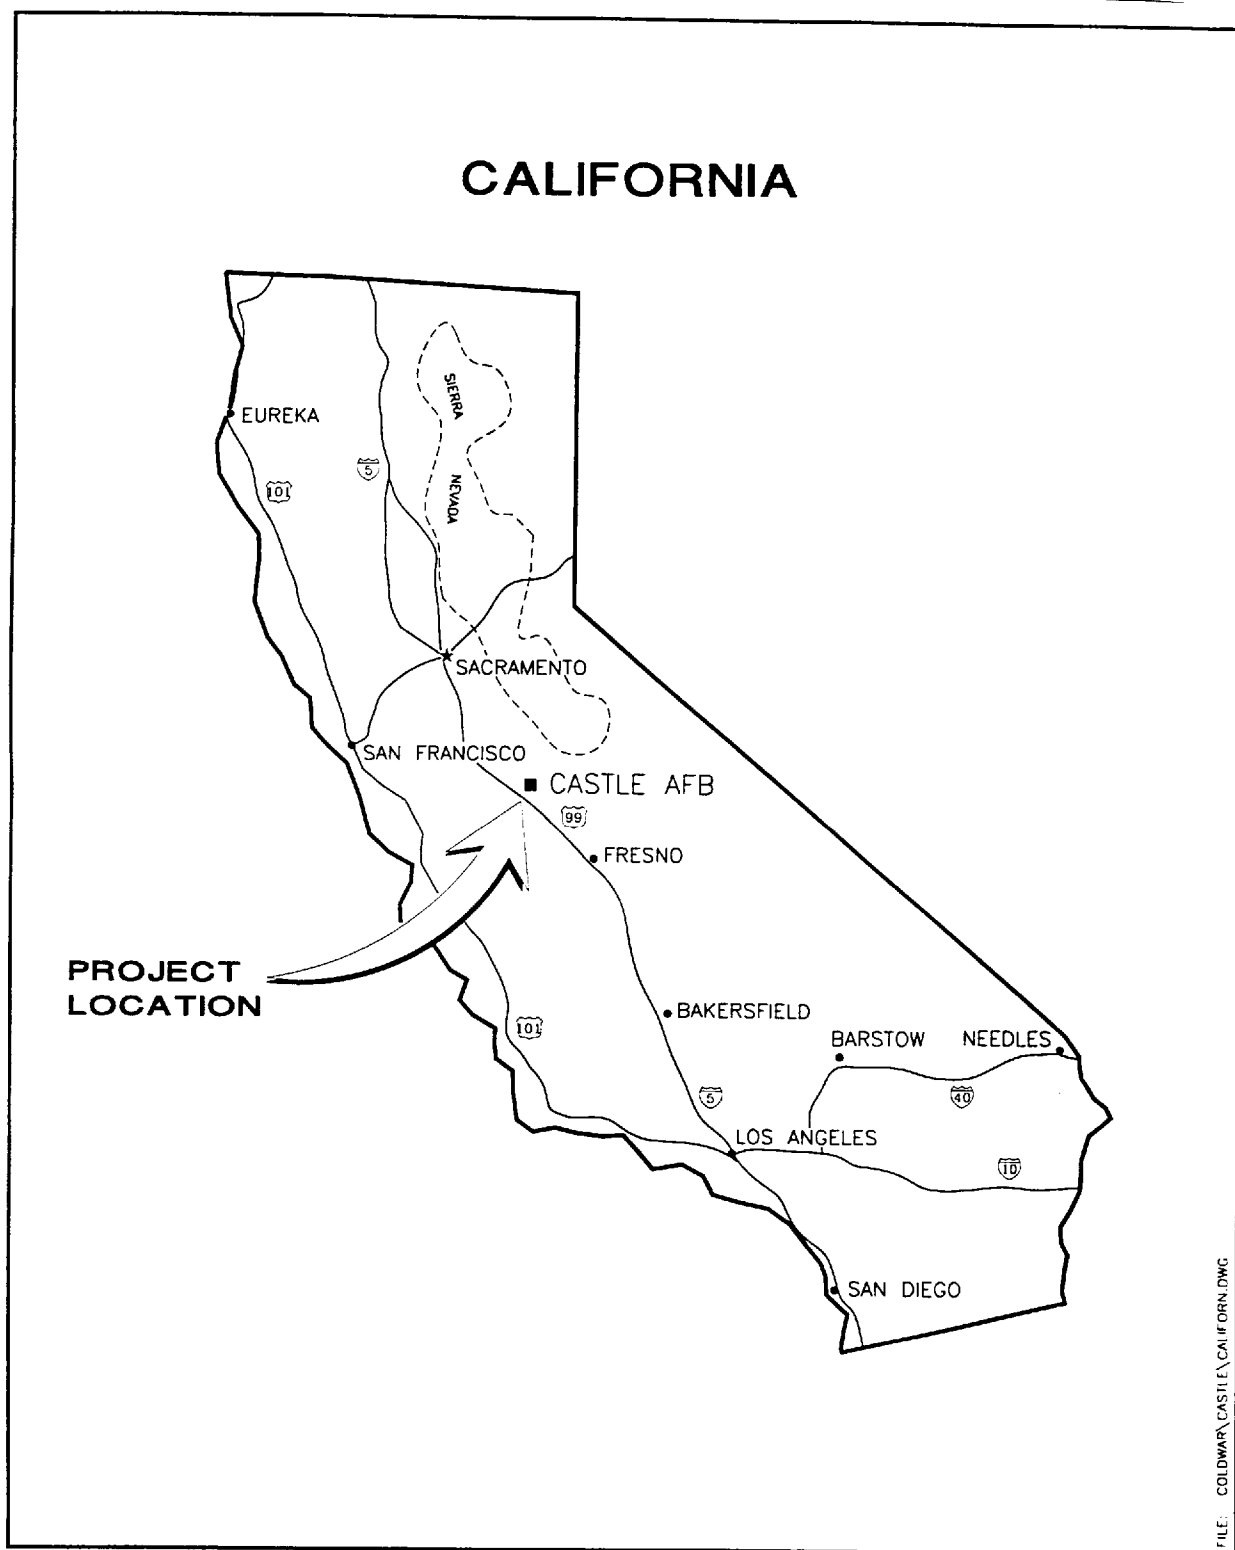 CALIFORNIA
SIERRA
EUREKA
5
101
NEVADA
SACRAMENTO
SAN FRANCISCO
CASTLE AFB
99
FRESNO
PROJECT
LOCATION
BAKERSFIELD
101
BARSTOW
NEEDLES
5
40
LOS ANGELES
10
SAN DIEGO
FILE: COLDWAR\CASTLE\CALIFORN.DWG